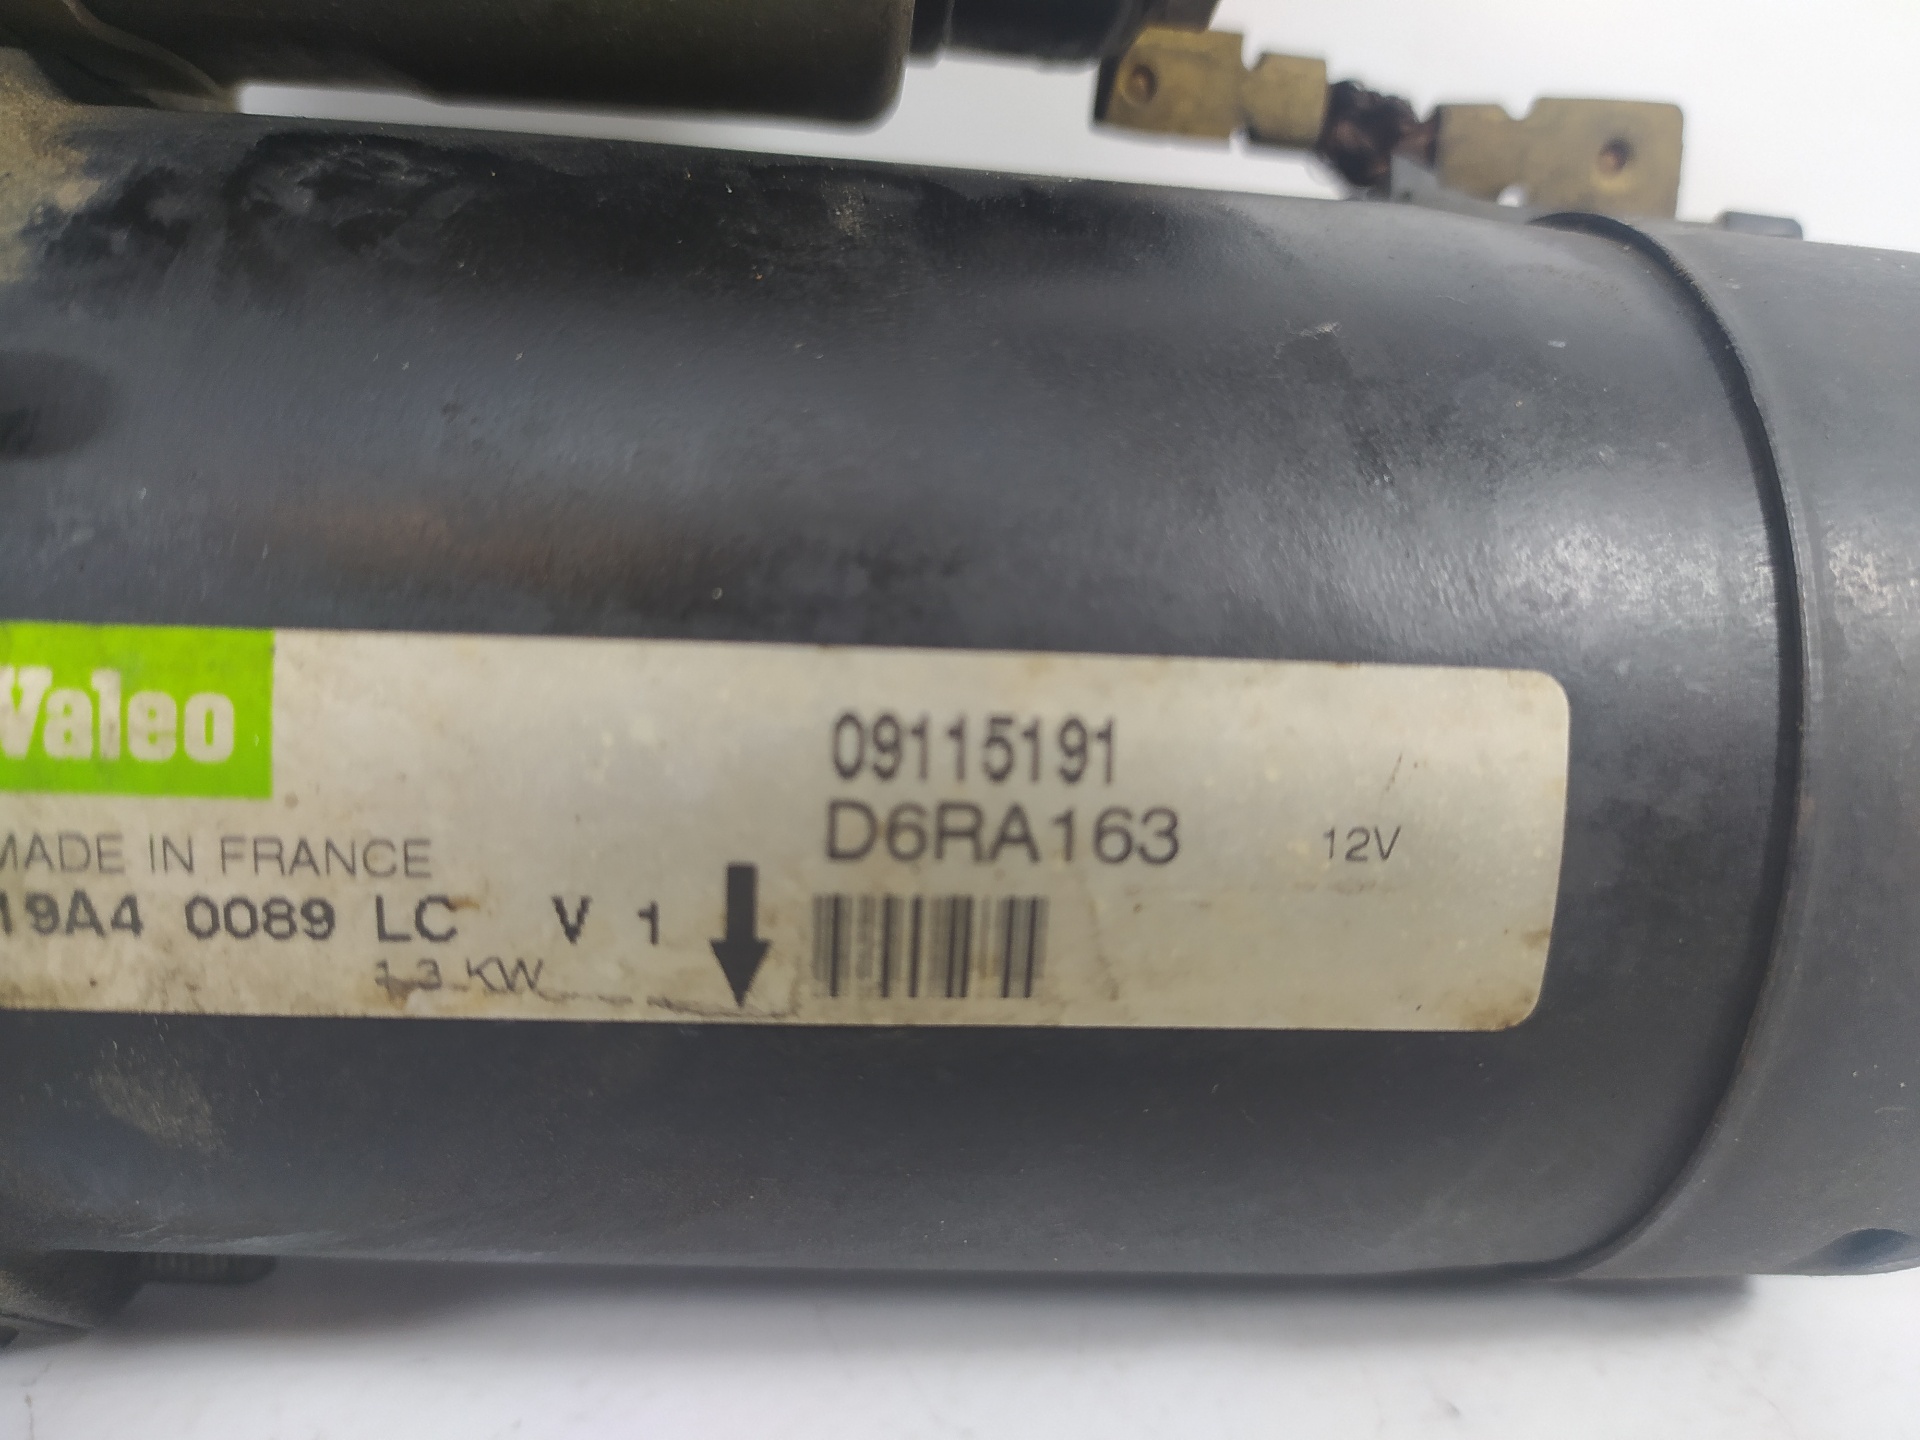 Valeo
09115191
D6RA163
12V
MADE IN FRANCE
19A4 0089 LC V 1
1.3 KW